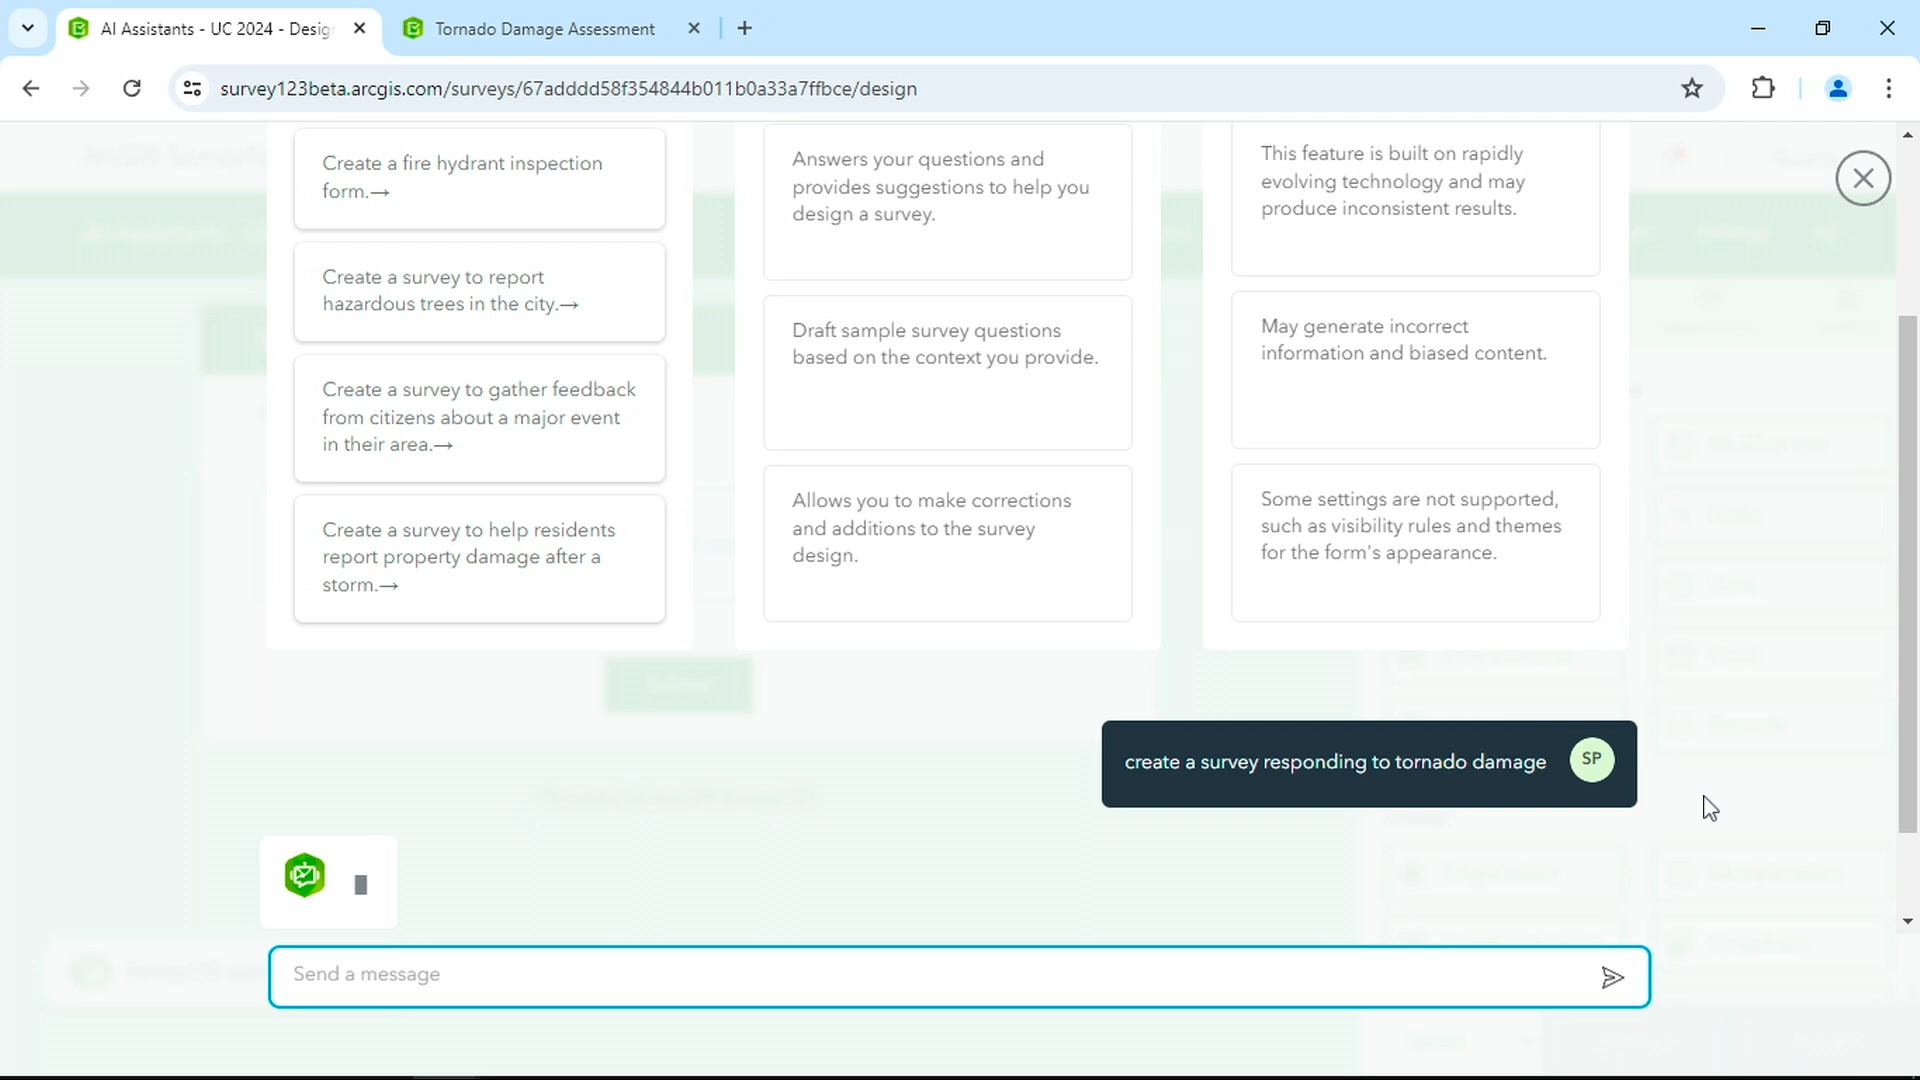 AI Assistants - UC 2024 - Desig
Tornado Damage Assessment
survey123beta.arcgis.com/surveys/67adddd58f354844b011b0a33a7ffbce/design
Create a fire hydrant inspection
form.→
Create a survey to report
hazardous trees in the city.→
Create a survey to gather feedback
from citizens about a major event
in their area.→
Create a survey to help residents
report property damage after a
storm.→
Answers your questions and
provides suggestions to help you
design a survey.
Draft sample survey questions
based on the context you provide.
Allows you to make corrections
and additions to the survey
design.
This feature is built on rapidly
evolving technology and may
produce inconsistent results.
May generate incorrect
information and biased content.
Some settings are not supported,
such as visibility rules and themes
for the form's appearance.
create a survey responding to tornado damage
SP
Send a message